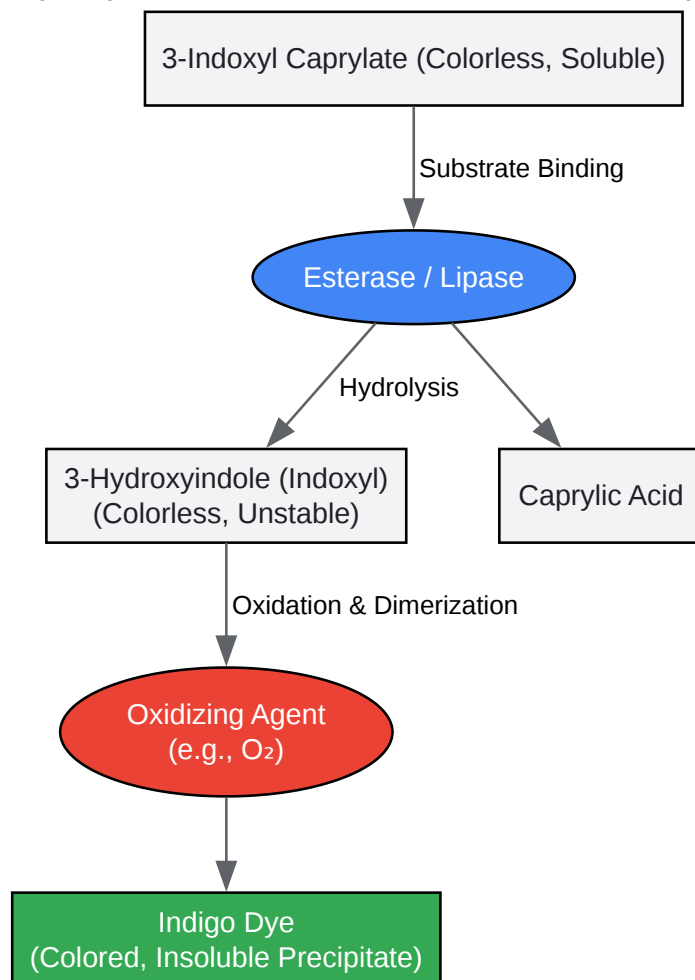 3-Indoxyl Caprylate (Colorless, Soluble)
Substrate Binding
Esterase / Lipase
Hydrolysis
3-Hydroxyindole (Indoxyl)
(Colorless, Unstable)
Caprylic Acid
Oxidation & Dimerization
Oxidizing Agent
(e.g., O₂)
Indigo Dye
(Colored, Insoluble Precipitate)